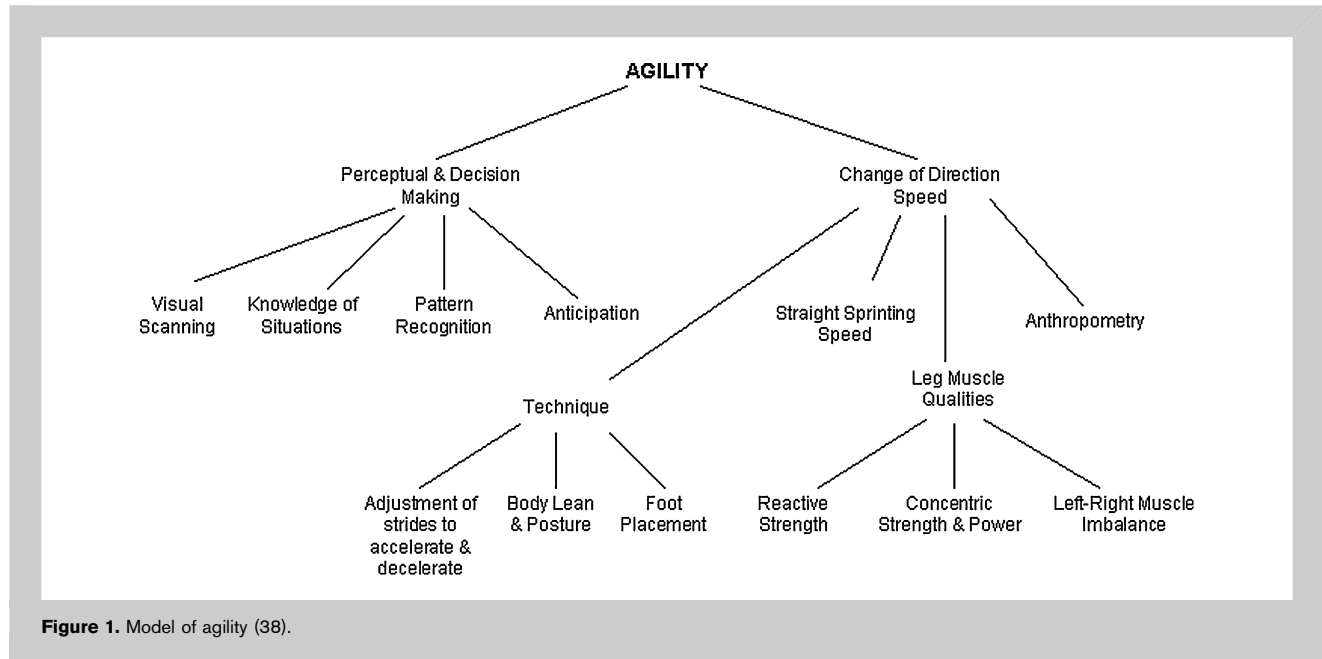 AGILITY
Perceptual & Decision
Making
Change of Direction
Speed
Visual
Scanning
Knowledge of
Situations
Pattern
Recognition
Anticipation
Straight Sprinting
Speed
Anthropometry
Technique
Leg Muscle
Qualities
Adjustment of
strides to
accelerate &
decelerate
Body Lean
& Posture
Foot
Placement
Reactive
Strength
Concentric
Strength & Power
Left-Right Muscle
Imbalance
Figure 1. Model of agility (38).